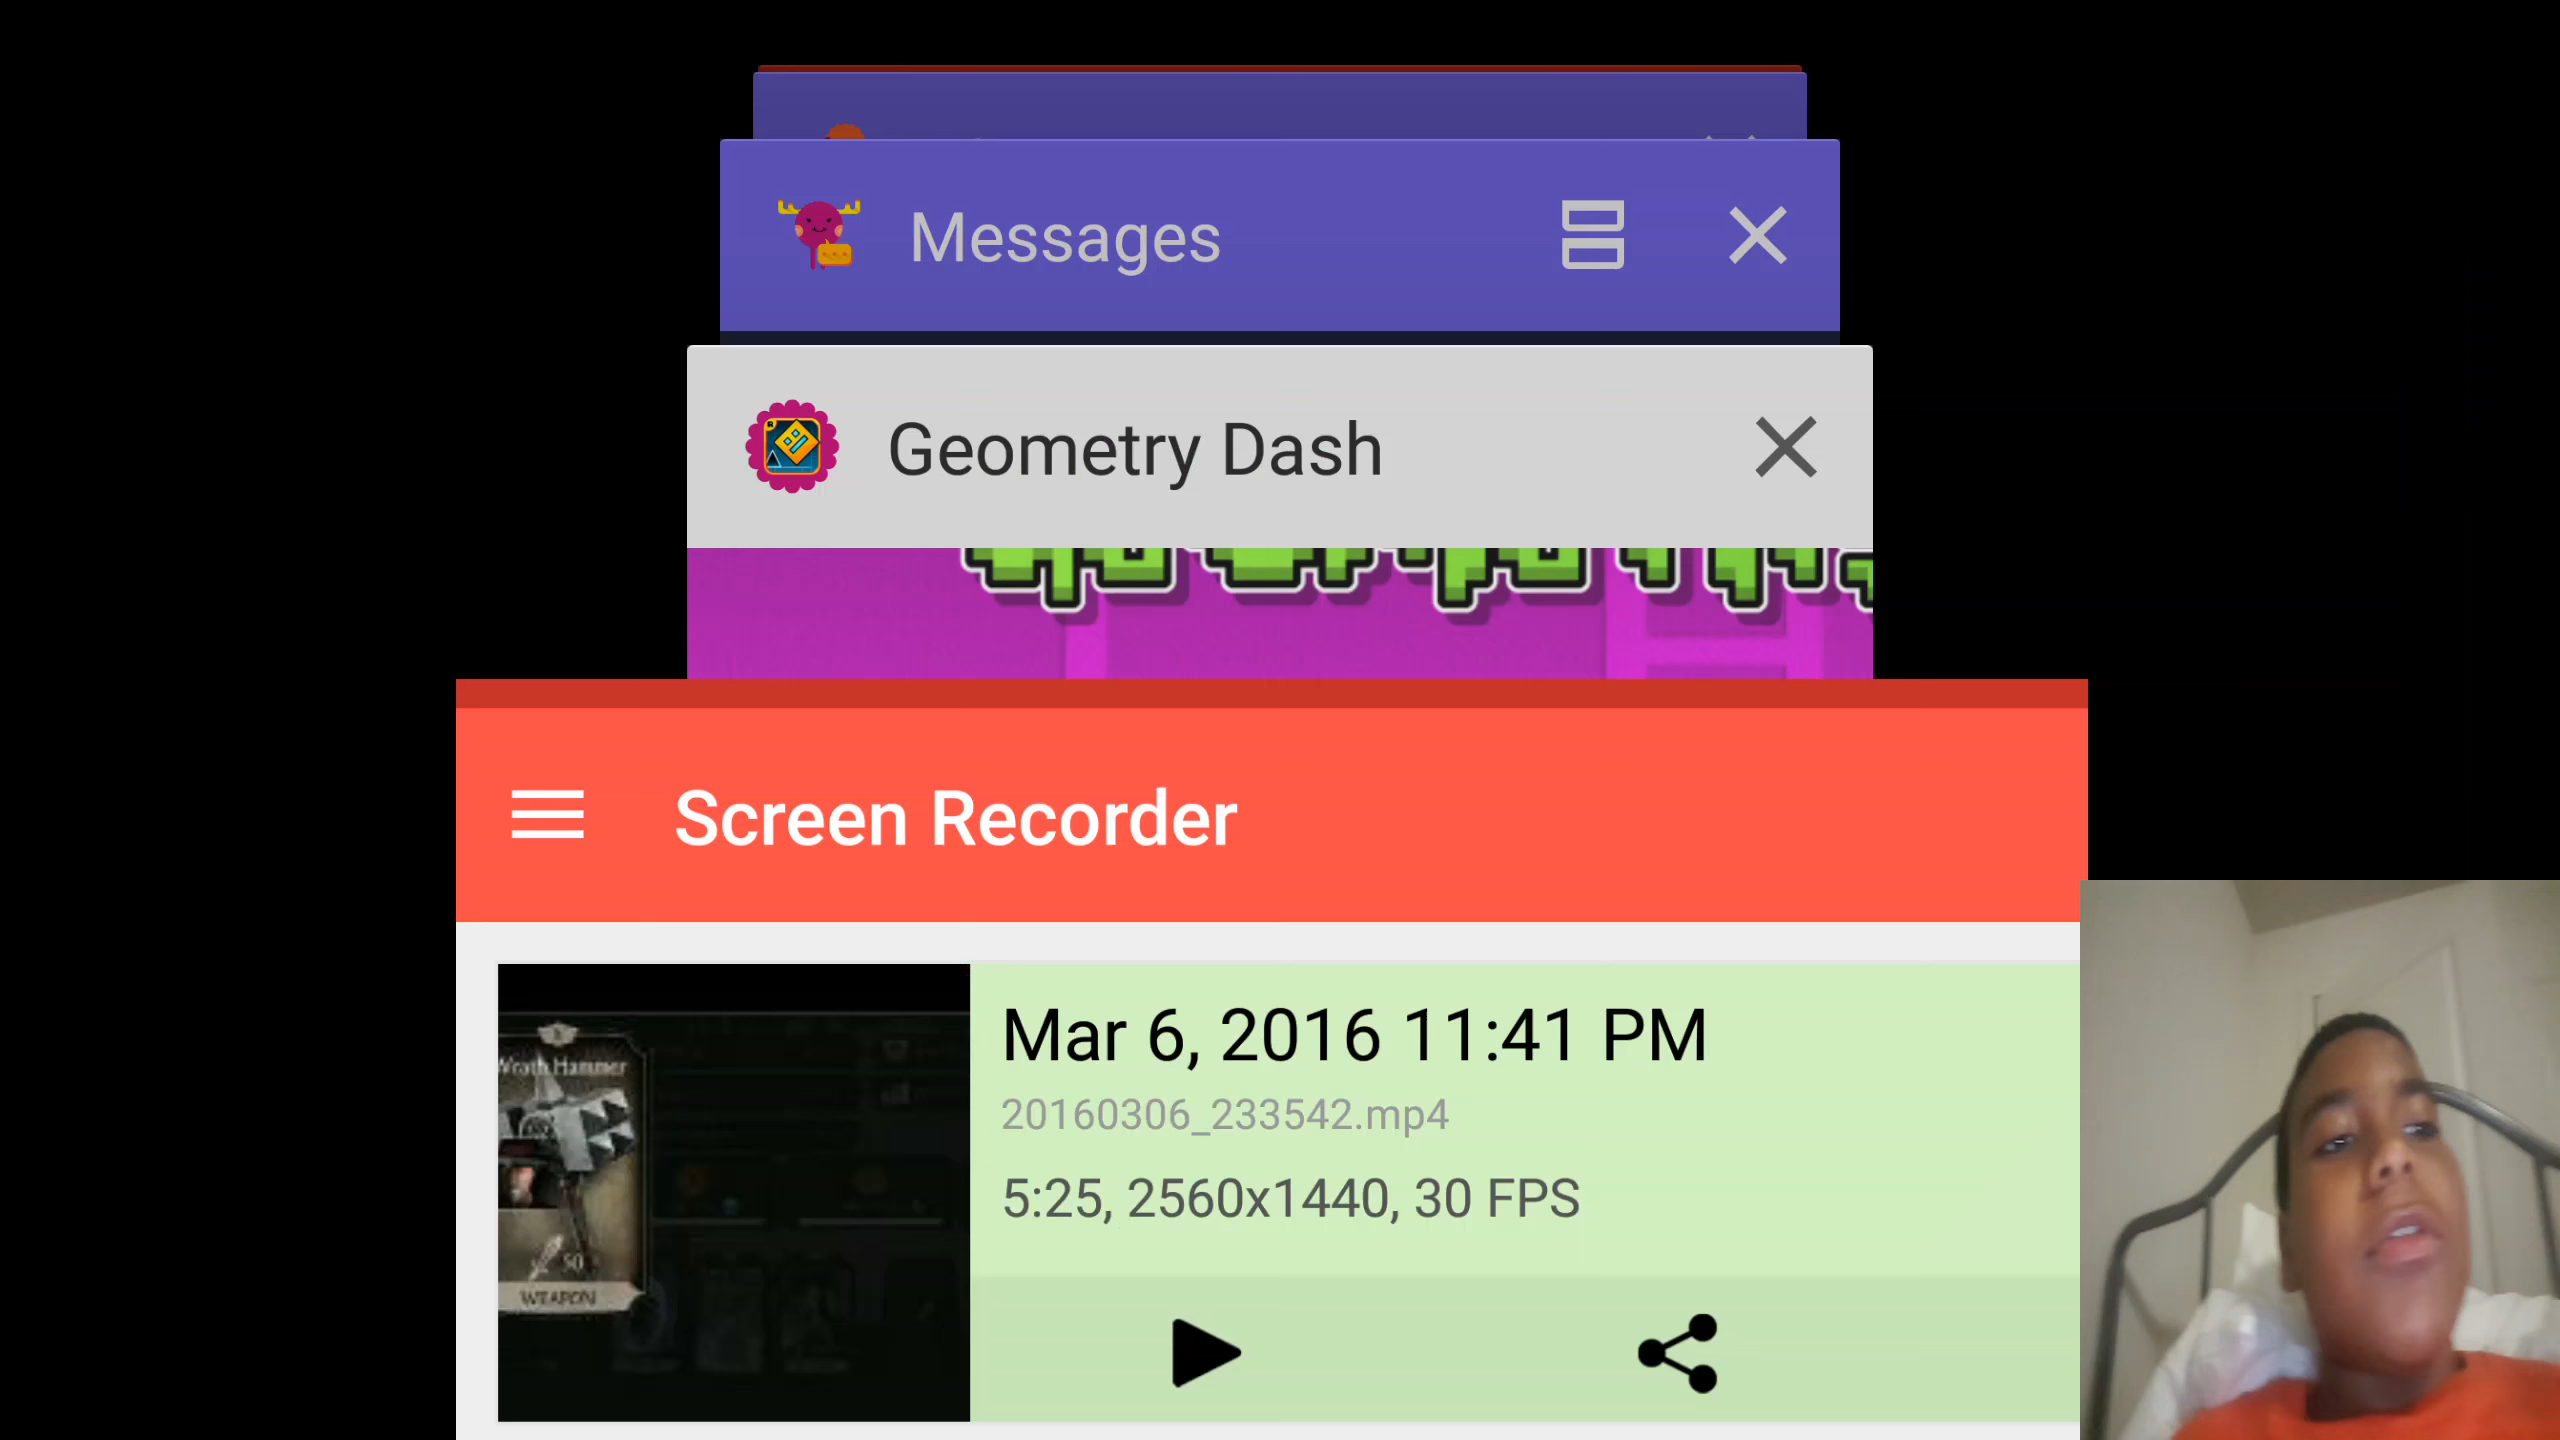 Messages
Geometry Dash
Screen Recorder
Wrath Hammer
50
WEAPON
Mar 6, 2016 11:41 PM
20160306_233542.mp4
5:25, 2560x1440, 30 FPS